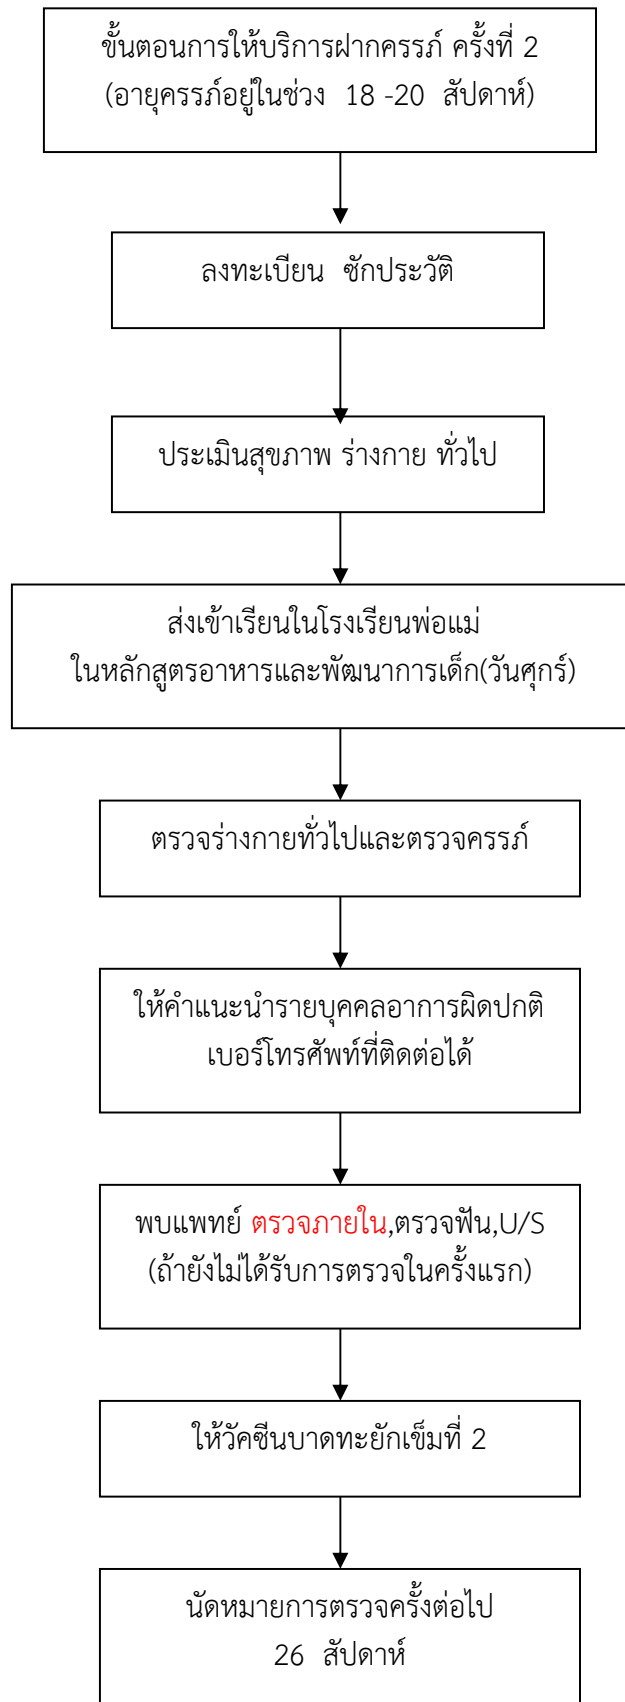 ขั้นตอนการให้บริการฝากครรภ์ ครั้งที่ 2
(อายุครรภ์อยู่ในช่วง 18 -20 สัปดาห์)
ลงทะเบียน ซักประวัติ
ประเมินสุขภาพ ร่างกาย ทั่วไป
ส่งเข้าเรียนในโรงเรียนพ่อแม่
ในหลักสูตรอาหารและพัฒนาการเด็ก(วันศุกร์)
ตรวจร่างกายทั่วไปและตรวจครรภ์
ให้คำแนะนำรายบุคคลอาการผิดปกติ
เบอร์โทรศัพท์ที่ติดต่อได้
พบแพทย์ ตรวจภายใน,ตรวจฟัน,U/S
(ถ้ายังไม่ได้รับการตรวจในครั้งแรก)
ให้วัคซีนบาดทะยักเข็มที่ 2
นัดหมายการตรวจครั้งต่อไป
26 สัปดาห์